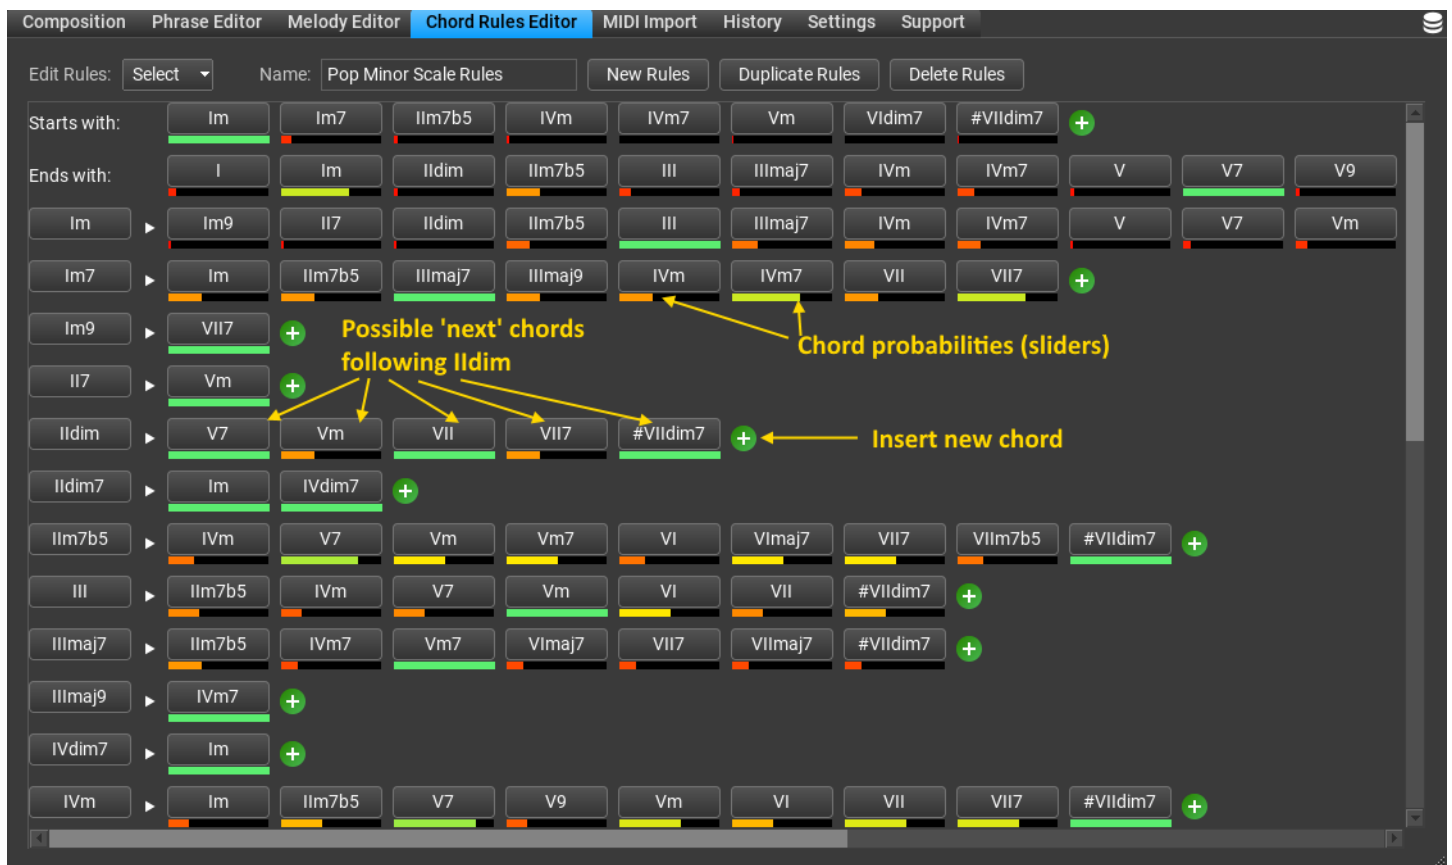 Composition Phrase Editor Melody Editor Chord Rules Editor MIDI Import History Settings Support
Edit Rules: Select Name: Pop Minor Scale Rules New Rules Duplicate Rules Delete Rules
Starts with: Im Im7 IIm7b5 IVm IVm7 Vm VIdim7 #VIIdim7
Ends with: I Im IIdim IIm7b5 III IIImaj7 IVm IVm7 V V7 V9
Im Im9 II7 IIdim IIm7b5 III IIImaj7 IVm IVm7 V V7 Vm
Im7 Im IIm7b5 IIImaj7 IIImaj9 IVm IVm7 VII VII7
Im9 VII7
Possible 'next' chords
following IIdim
Chord probabilities (sliders)
II7 Vm
IIdim V7 Vm VII VII7 #VIIdim7
Insert new chord
IIdim7 Im IVdim7
IIm7b5 IVm V7 Vm Vm7 VI VImaj7 VII7 VIIm7b5 #VIIdim7
III IIm7b5 IVm V7 Vm VI VII #VIIdim7
IIImaj7 IIm7b5 IVm7 Vm7 VImaj7 VII7 VIImaj7 #VIIdim7
IIImaj9 IVm7
IVdim7 Im
IVm Im IIm7b5 V7 V9 Vm VI VII VII7 #VIIdim7